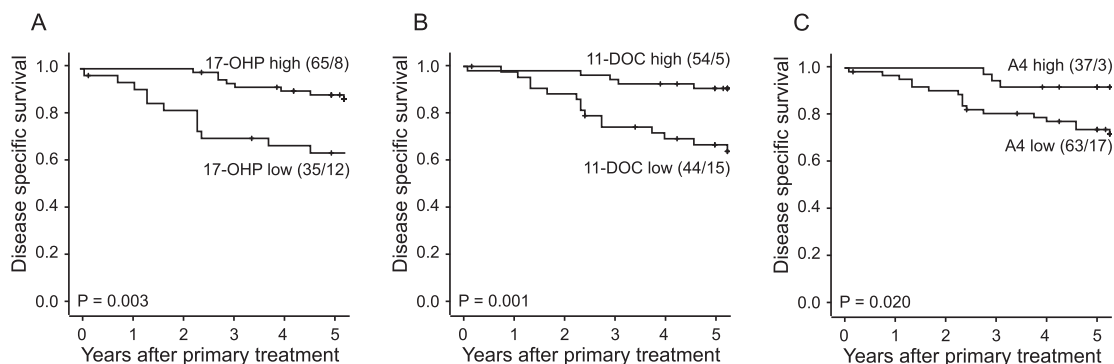 A
Disease specific survival
1.0
0.8
0.6
0.4
0.2
0.0
17-OHP high (65/8)
17-OHP low (35/12)
P = 0.003
0 1 2 3 4 5
Years after primary treatment
B
Disease specific survival
1.0
0.8
0.6
0.4
0.2
0.0
11-DOC high (54/5)
11-DOC low (44/15)
P = 0.001
0 1 2 3 4 5
Years after primary treatment
C
Disease specific survival
1.0
0.8
0.6
0.4
0.2
0.0
A4 high (37/3)
A4 low (63/17)
P = 0.020
0 1 2 3 4 5
Years after primary treatment